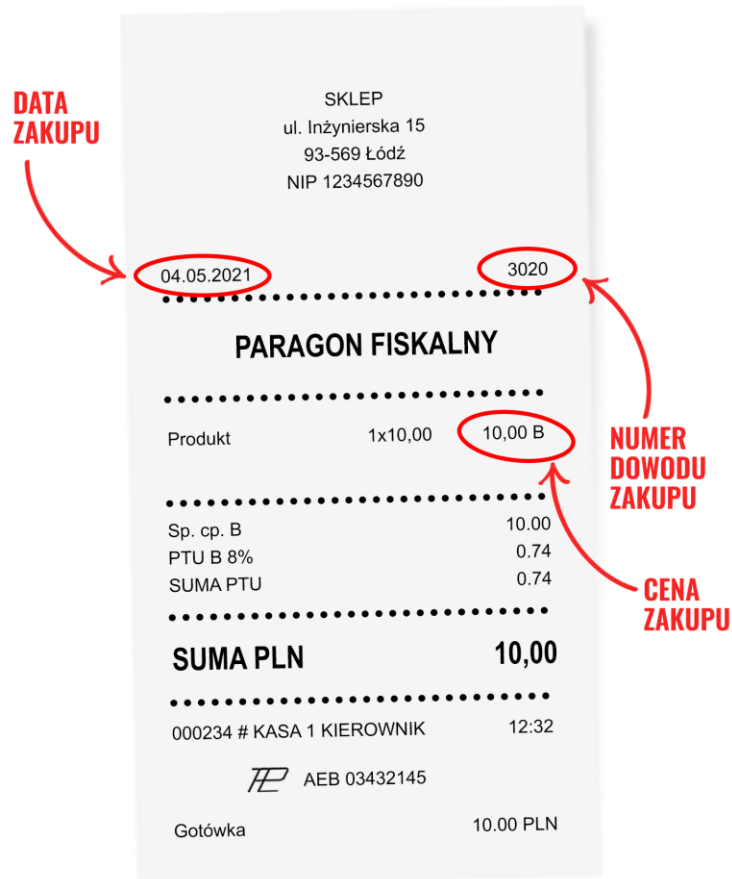 DATA
ZAKUPU
SKLEP
ul. Inżynierska 15
93-569 Łódź
NIP 1234567890
04.05.2021 3020
PARAGON FISKALNY
Produkt 1x10,00 10,00 B
NUMER
DOWODU
ZAKUPU
Sp. cp. B 10.00
PTU B 8% 0.74
SUMA PTU 0.74
CENA
ZAKUPU
SUMA PLN 10,00
000234 # KASA 1 KIEROWNIK 12:32
AEB 03432145
Gotówka 10.00 PLN